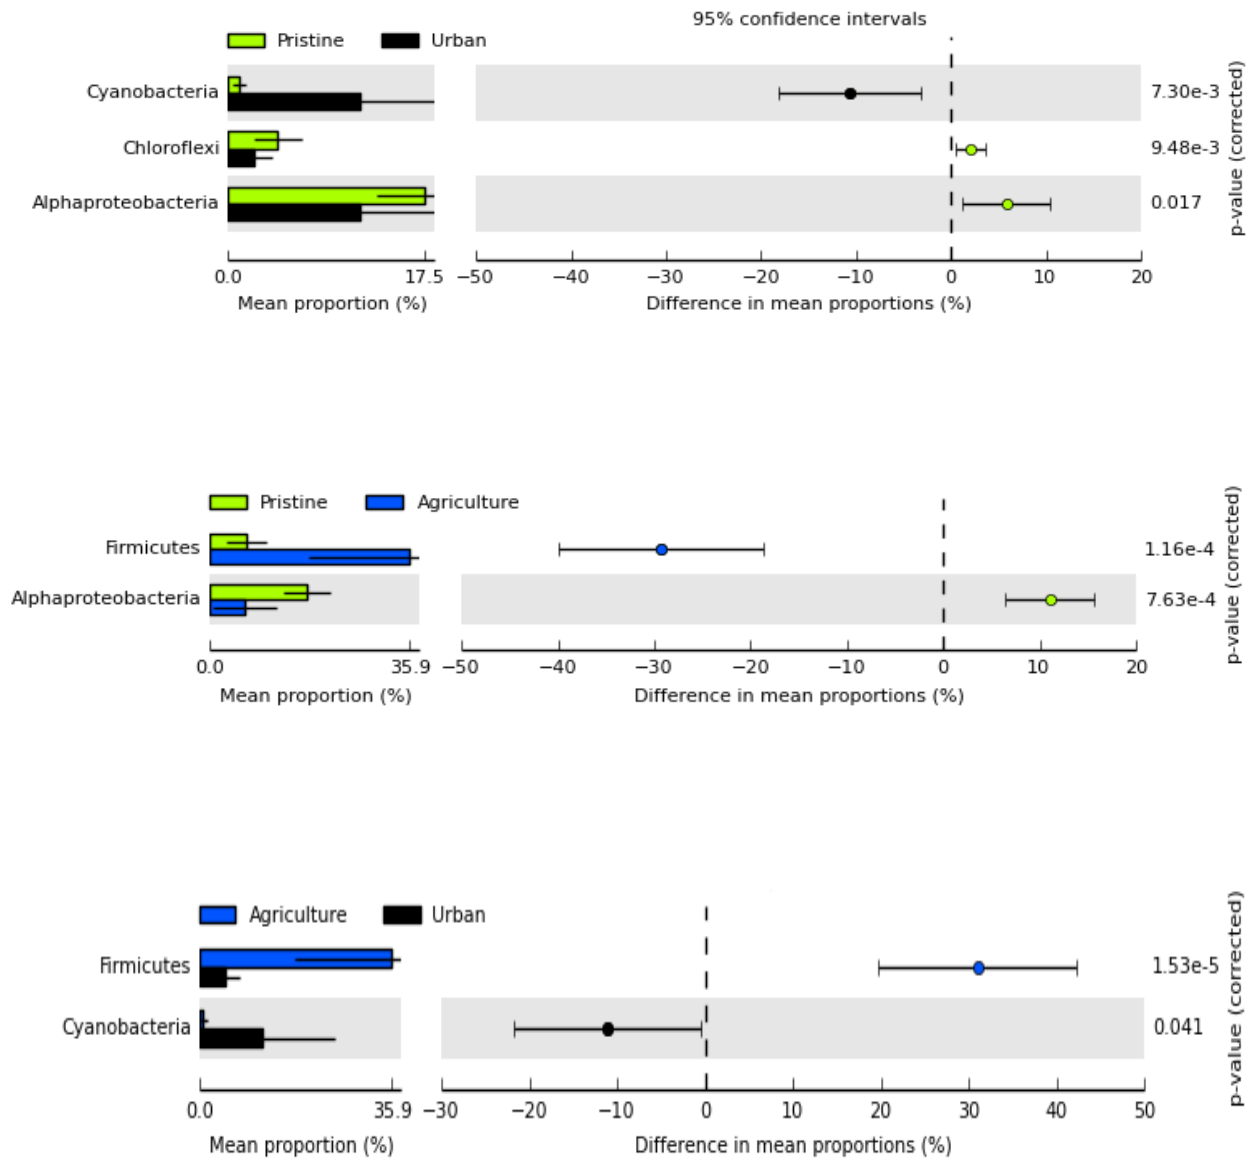 95% confidence intervals
Pristine Urban
Cyanobacteria 7.30e-3
Chloroflexi 9.48e-3
Alphaproteobacteria 0.017
p-value (corrected)
0.0 17.5 −50 −40 −30 −20 −10 0 10 20
Mean proportion (%) Difference in mean proportions (%)
Pristine Agriculture
Firmicutes 1.16e-4
Alphaproteobacteria 7.63e-4
p-value (corrected)
0.0 35.9 −50 −40 −30 −20 −10 0 10 20
Mean proportion (%) Difference in mean proportions (%)
Agriculture Urban
Firmicutes 1.53e-5
Cyanobacteria 0.041
p-value (corrected)
0.0 35.9 −30 −20 −10 0 10 20 30 40 50
Mean proportion (%) Difference in mean proportions (%)